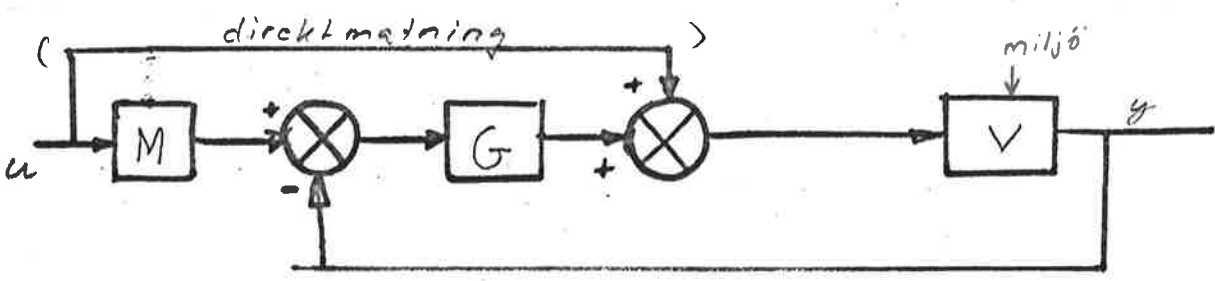 ( direktmatning )
miljö
+ + y
u M G V
- +